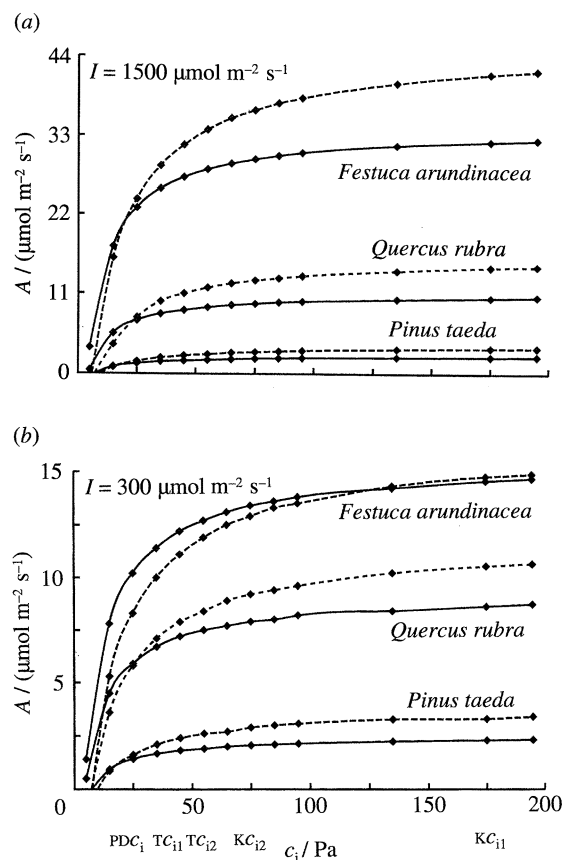 (a)
44
I = 1500 μmol m⁻² s⁻¹
33
Festuca arundinacea
22
Quercus rubra
11
Pinus taeda
0
A / (μmol m⁻² s⁻¹)
(b)
15
I = 300 μmol m⁻² s⁻¹
Festuca arundinacea
10
Quercus rubra
5
Pinus taeda
A / (μmol m⁻² s⁻¹)
0 50 100 150 200
PDCᵢ TCᵢ₁ TCᵢ₂ KCᵢ₂ cᵢ / Pa KCᵢ₁